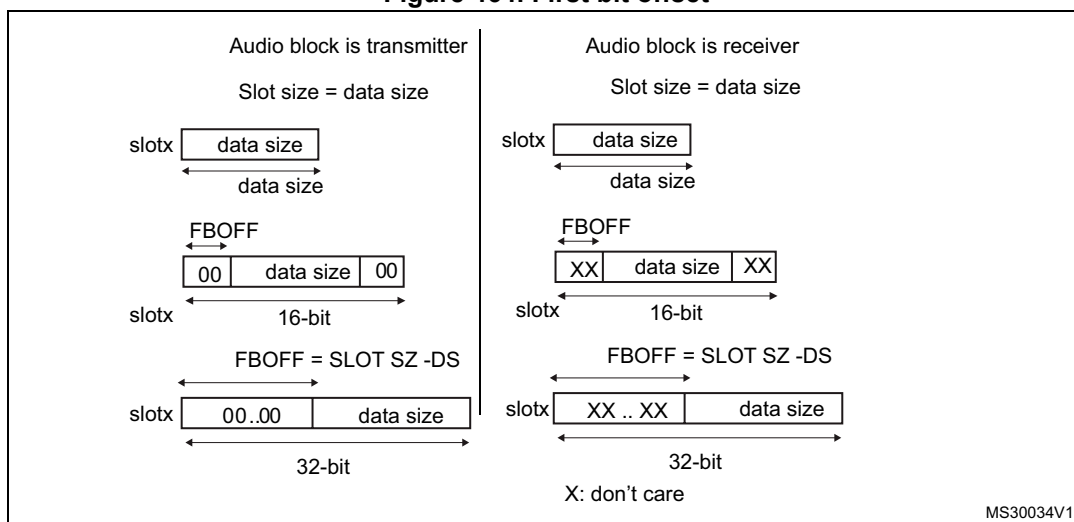 Audio block is transmitter
Slot size = data size
slotx
data size
data size
FBOFF
00
data size
00
slotx
16-bit
FBOFF = SLOT SZ -DS
slotx
00..00
data size
32-bit
Audio block is receiver
Slot size = data size
slotx
data size
data size
FBOFF
XX
data size
XX
slotx
16-bit
FBOFF = SLOT SZ -DS
slotx
XX .. XX
data size
32-bit
X: don't care
MS30034V1